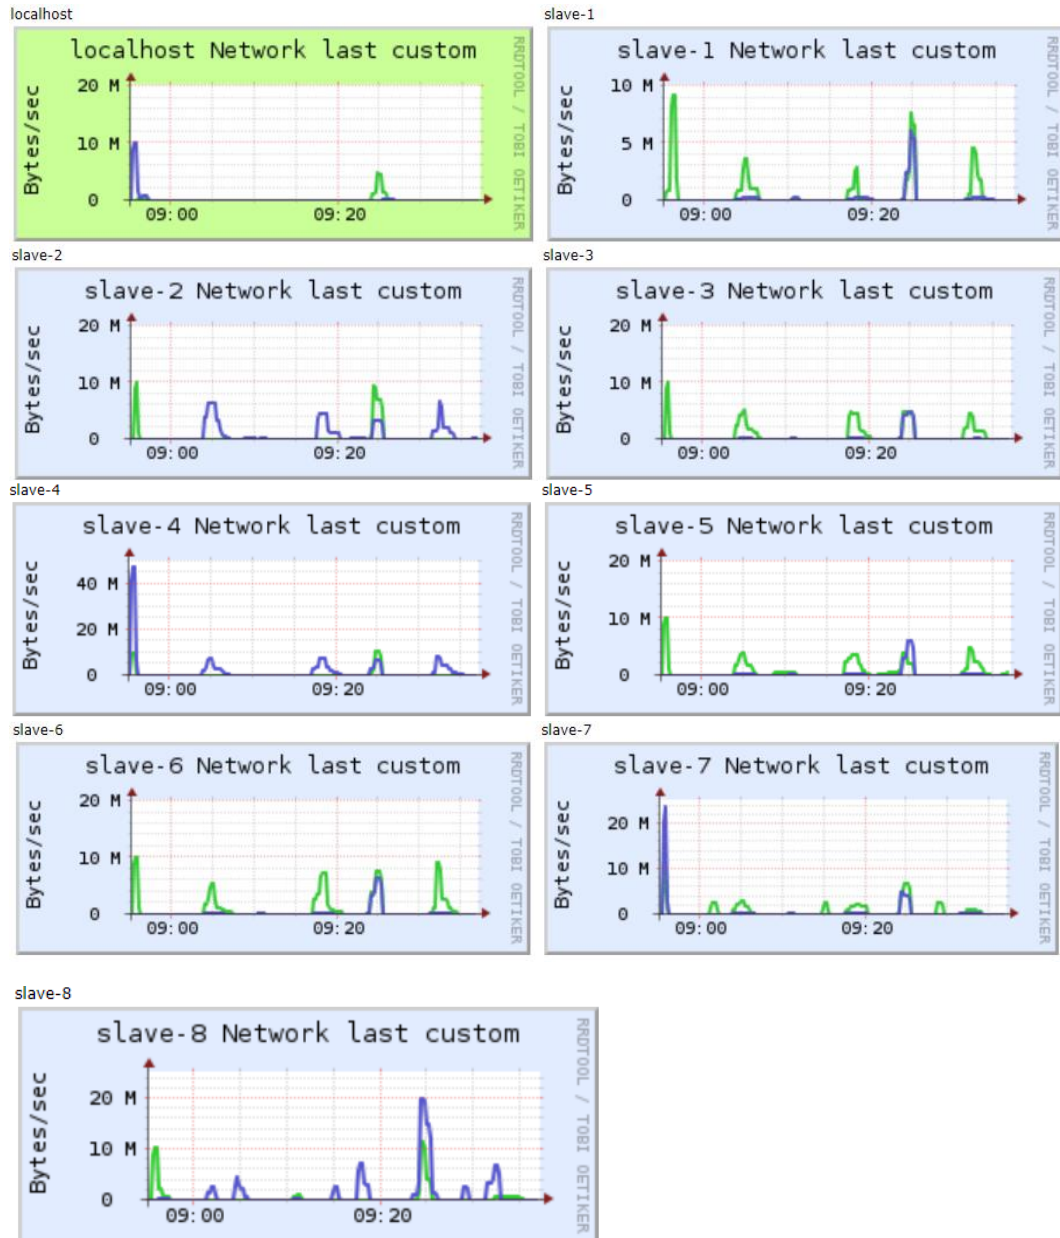 localhost
localhost Network last custom
Bytes/sec
20 M
10 M
0
09:00 09:20
RRDTOOL / TOBI OETIKER
slave-1
slave-1 Network last custom
Bytes/sec
10 M
5 M
0
09:00 09:20
RRDTOOL / TOBI OETIKER
slave-2
slave-2 Network last custom
Bytes/sec
20 M
10 M
0
09:00 09:20
RRDTOOL / TOBI OETIKER
slave-3
slave-3 Network last custom
Bytes/sec
20 M
10 M
0
09:00 09:20
RRDTOOL / TOBI OETIKER
slave-4
slave-4 Network last custom
Bytes/sec
40 M
20 M
0
09:00 09:20
RRDTOOL / TOBI OETIKER
slave-5
slave-5 Network last custom
Bytes/sec
20 M
10 M
0
09:00 09:20
RRDTOOL / TOBI OETIKER
slave-6
slave-6 Network last custom
Bytes/sec
20 M
10 M
0
09:00 09:20
RRDTOOL / TOBI OETIKER
slave-7
slave-7 Network last custom
Bytes/sec
20 M
10 M
0
09:00 09:20
RRDTOOL / TOBI OETIKER
slave-8
slave-8 Network last custom
Bytes/sec
20 M
10 M
0
09:00 09:20
RRDTOOL / TOBI OETIKER